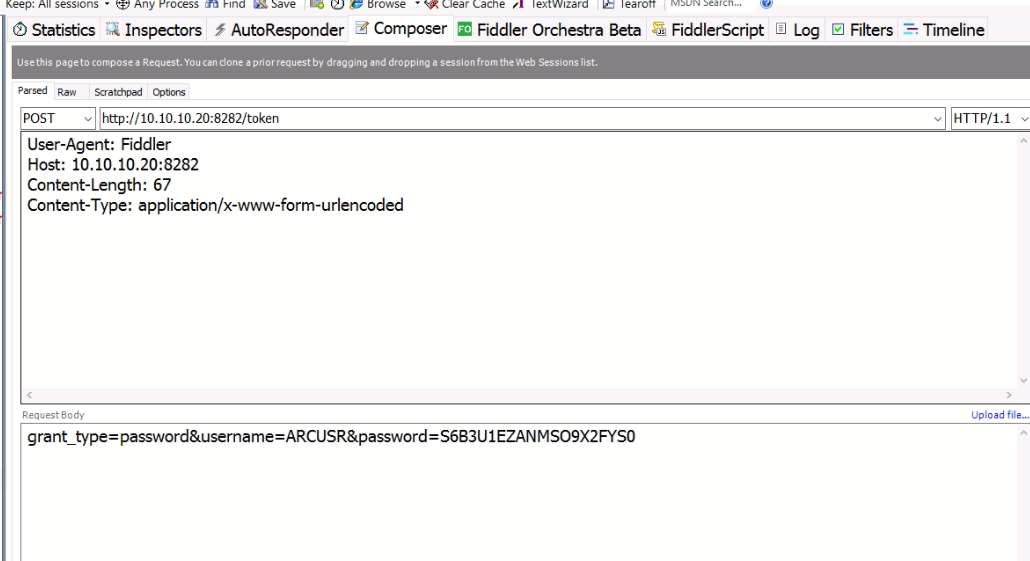 Keep: All sessions Any Process Find Save Browse Clear Cache TextWizard Tearoff MSDN Search...
Statistics Inspectors AutoResponder Composer FO Fiddler Orchestra Beta FiddlerScript Log Filters Timeline
Use this page to compose a Request. You can clone a prior request by dragging and dropping a session from the Web Sessions list.
Parsed Raw Scratchpad Options
POST http://10.10.10.20:8282/token HTTP/1.1
User-Agent: Fiddler
Host: 10.10.10.20:8282
Content-Length: 67
Content-Type: application/x-www-form-urlencoded
Request Body Upload file...
grant_type=password&username=ARCUSR&password=S6B3U1EZANMSO9X2FYS0